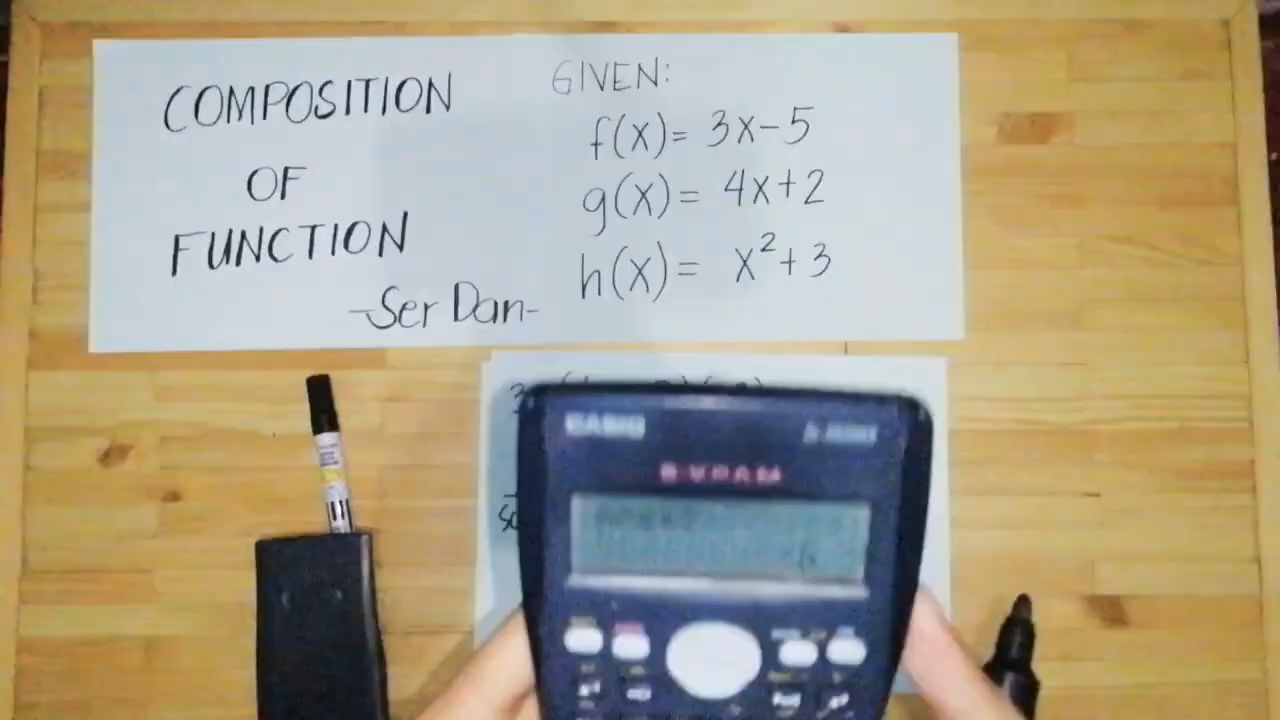 COMPOSITION
OF
FUNCTION
-Ser Dan-
GIVEN:
f(x)= 3x-5
g(x)= 4x+2
h(x)= x²+3
CASIO